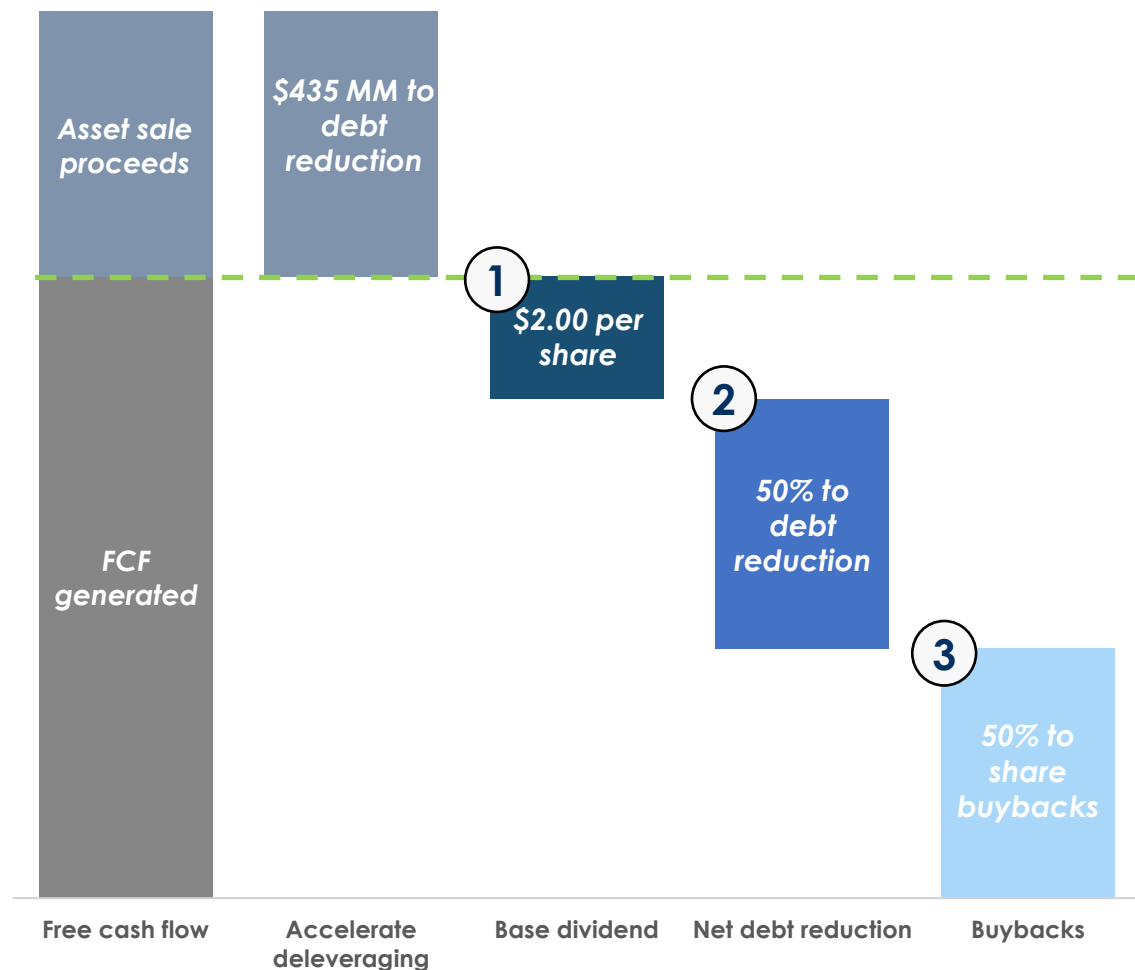 Asset sale
proceeds
$435 MM to
debt
reduction
1
$2.00 per
share
2
50% to
debt
reduction
FCF
generated
3
50% to
share
buybacks
Free cash flow
Accelerate
deleveraging
Base dividend
Net debt reduction
Buybacks